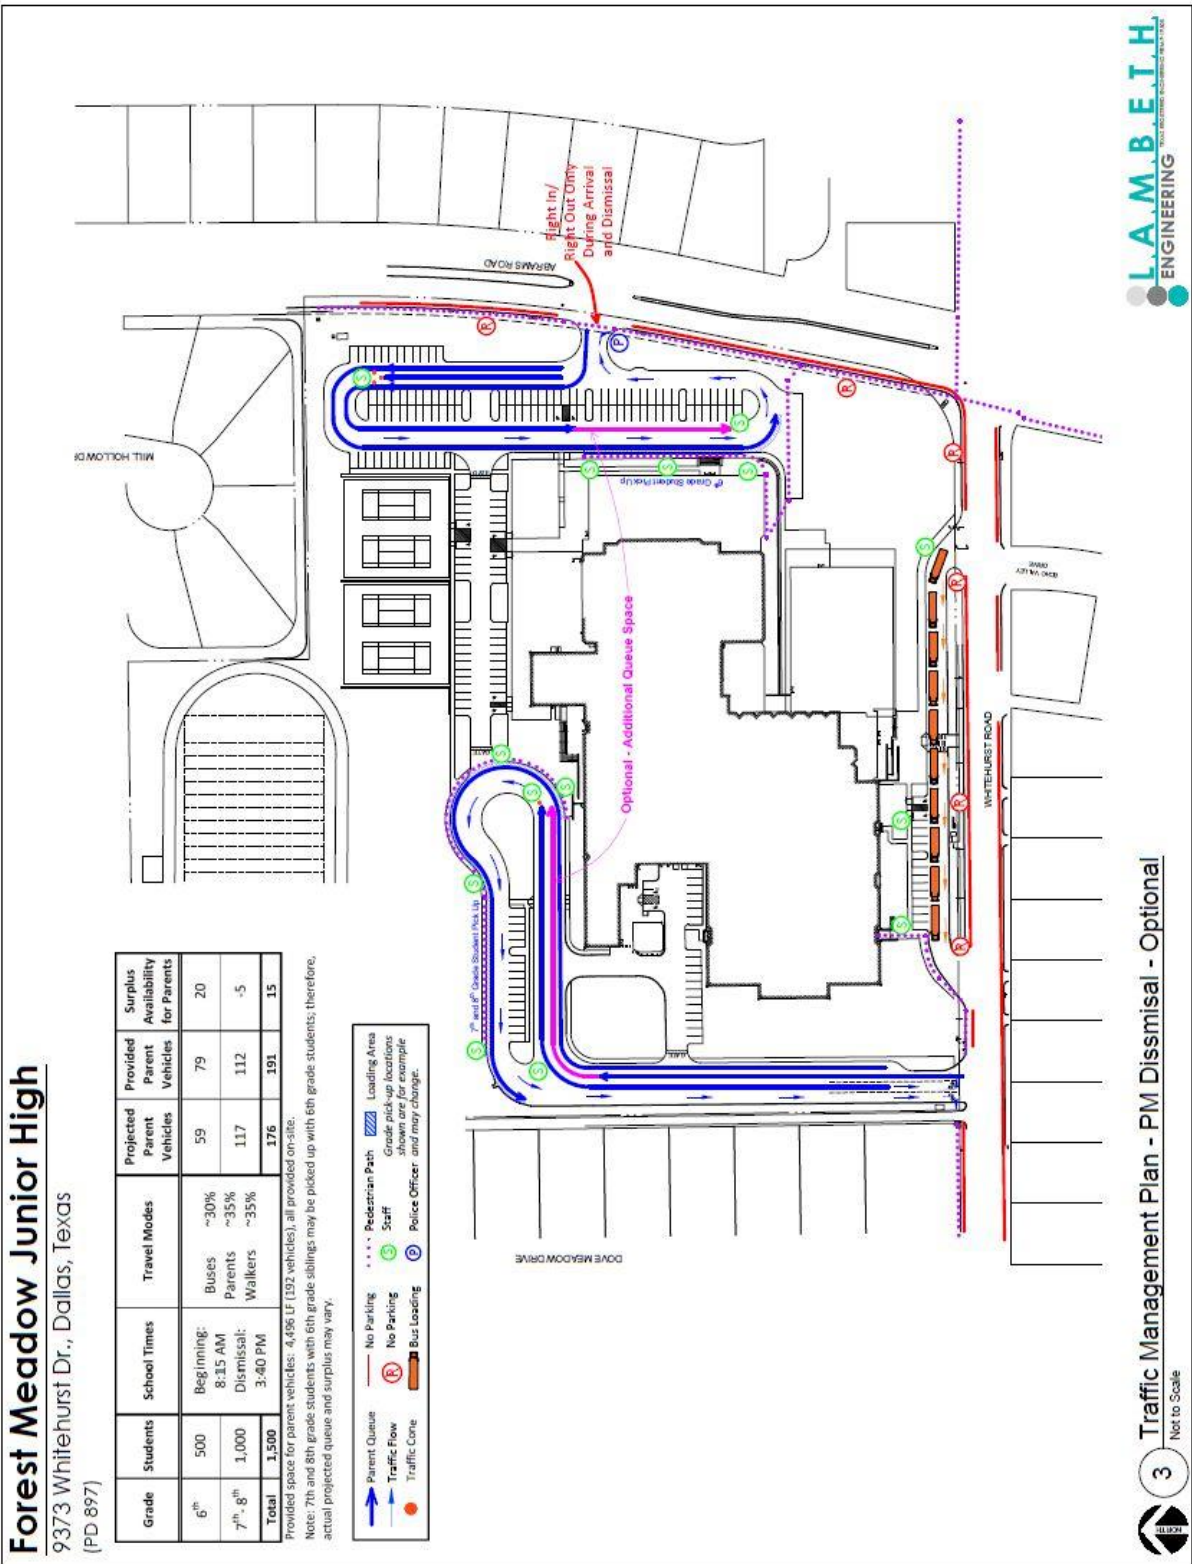 Forest Meadow Junior High
9373 Whitehurst Dr., Dallas, Texas
(PD 897)
Grade Students School Times Travel Modes Projected Parent Vehicles Provided Parent Vehicles Surplus Availability for Parents
6th 500 Beginning: 8:15 AM Dismissal: 3:40 PM Buses ~30% Parents ~35% Walkers ~35% 59 79 20
7th - 8th 1,000 117 112 -5
Total 1,500 176 191 15
Provided space for parent vehicles: 4,496 LF (192 vehicles), all provided on-site.
Note: 7th and 8th grade students with 6th grade siblings may be picked up with 6th grade students; therefore,
actual projected queue and surplus may vary.
Parent Queue
Traffic Flow
Traffic Cone
No Parking
R No Parking
Bus Loading
Pedestrian Path
S Staff
P Police Officer
Loading Area
Grade pick-up locations
shown are for example
and may change.
MILL HOLLOW
ABRAMS ROAD
Right In/
Right Out Only
During Arrival
and Dismissal
6th Grade Student Pick Up
7th and 8th Grade Student Pick Up
Optional - Additional Queue Space
WHITEHURST ROAD
VALLEY
DRIVE
DOVE MEADOW DRIVE
NORTH
3
Traffic Management Plan - PM Dissmisal - Optional
Not to Scale
LAMBETH
ENGINEERING